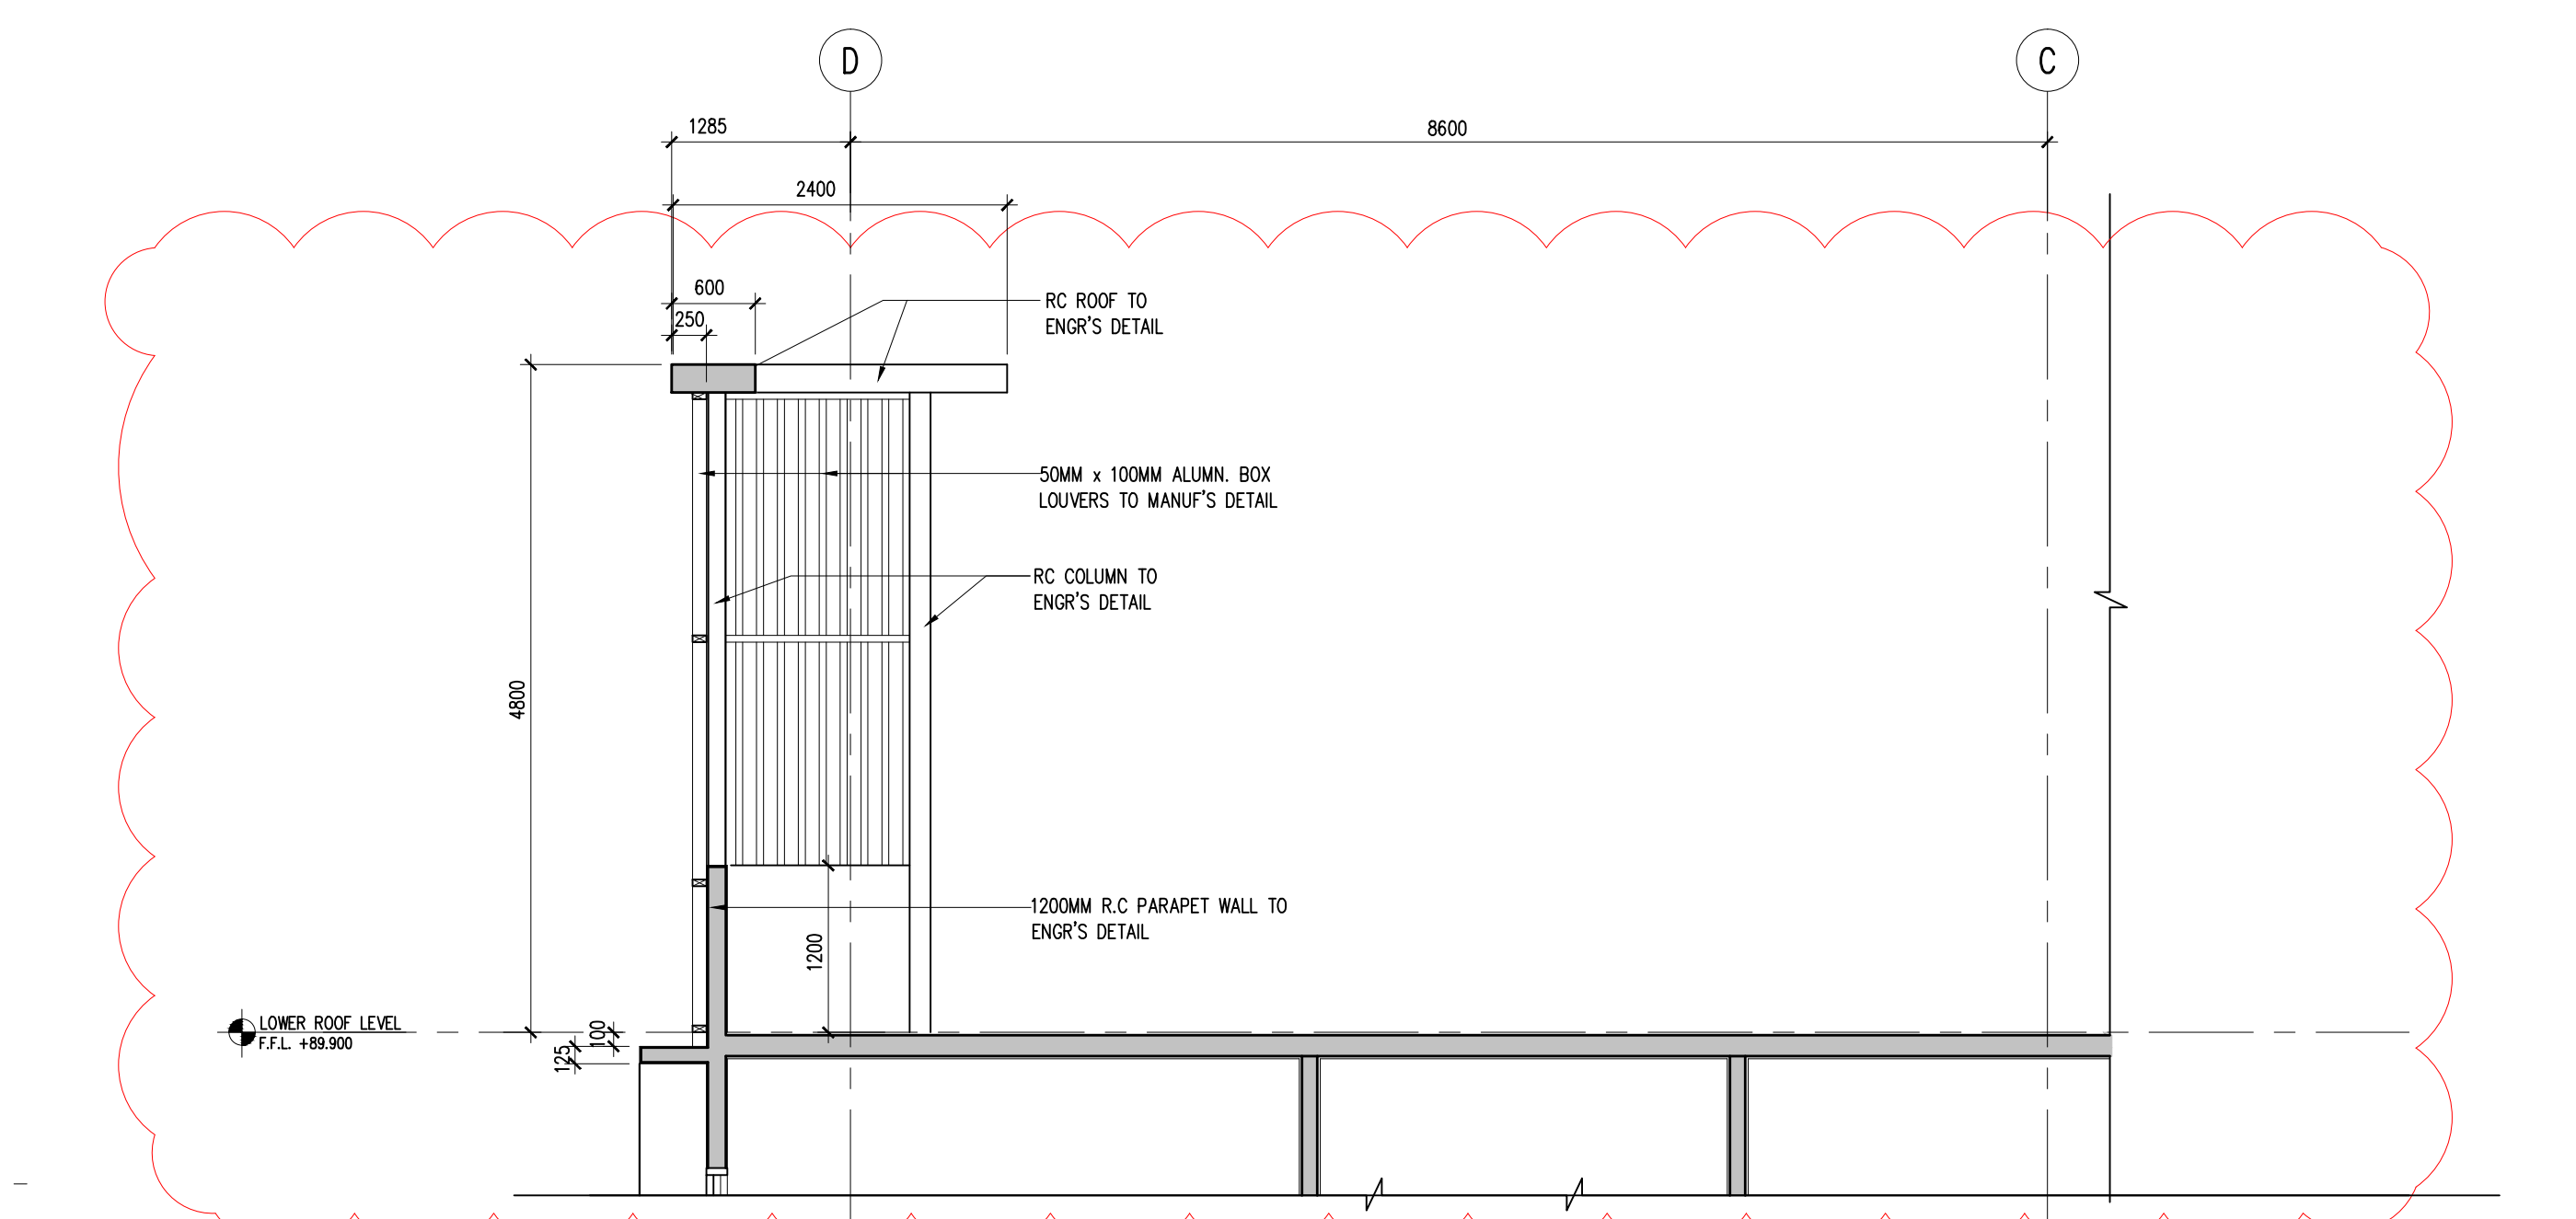 D
C
1285
8600
2400
600
250
RC ROOF TO
ENGR'S DETAIL
50MM x 100MM ALUMN. BOX
LOUVERS TO MANUF'S DETAIL
RC COLUMN TO
ENGR'S DETAIL
4800
1200MM R.C PARAPET WALL TO
ENGR'S DETAIL
1200
LOWER ROOF LEVEL
F.F.L. +89.900
100
125